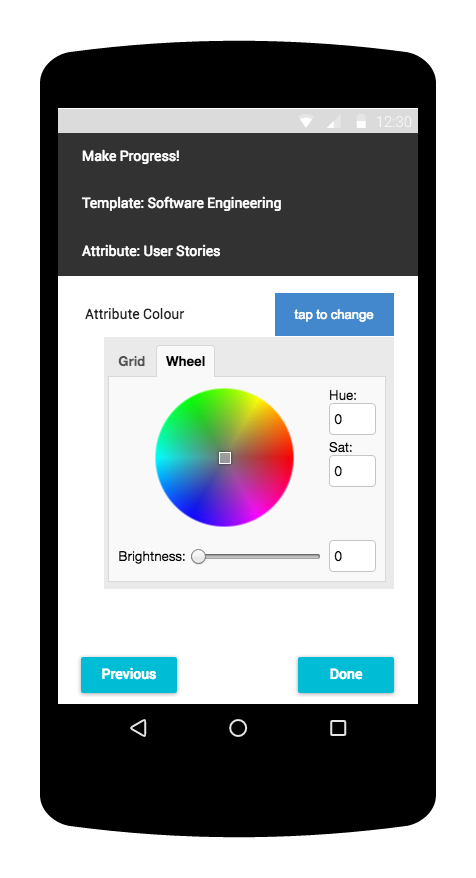 12:30
Make Progress!
Template: Software Engineering
Attribute: User Stories
Attribute Colour
tap to change
Grid
Wheel
Hue:
0
Sat:
0
Brightness:
0
Previous
Done